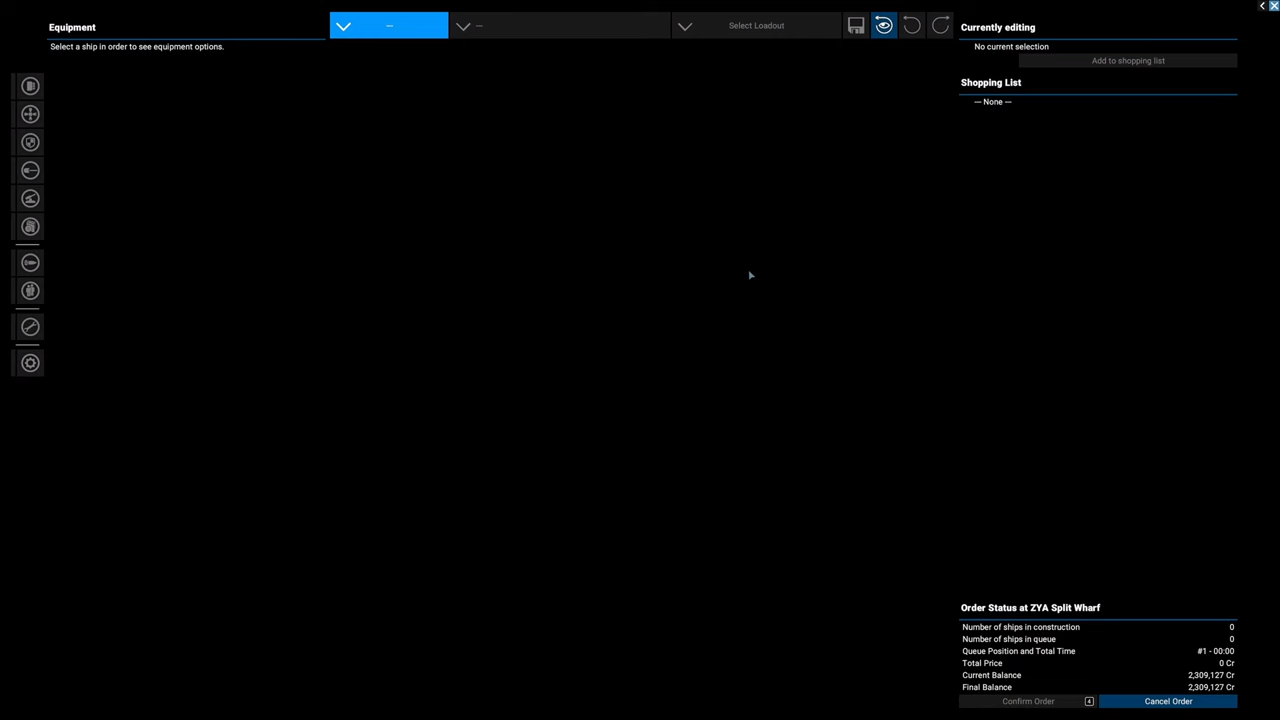 Equipment
Select a ship in order to see equipment options.
—
—
Select Loadout
Currently editing
No current selection
Add to shopping list
Shopping List
— None —
Order Status at ZYA Split Wharf
Number of ships in construction 0
Number of ships in queue 0
Queue Position and Total Time #1 - 00:00
Total Price 0 Cr
Current Balance 2,309,127 Cr
Final Balance 2,309,127 Cr
Confirm Order 4 Cancel Order